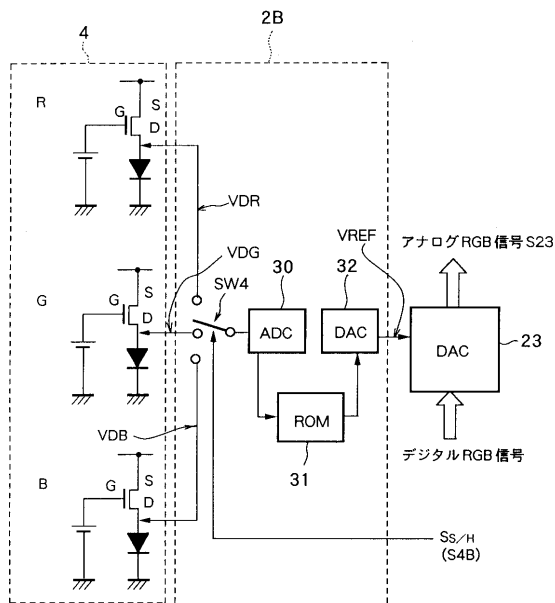 4
2B
R
G
S
D
VDR
VREF
アナログRGB信号S23
VDG
30
32
G
G
S
D
SW4
ADC
DAC
DAC
23
ROM
31
デジタルRGB信号
VDB
B
G
S
D
SS/H
(S4B)